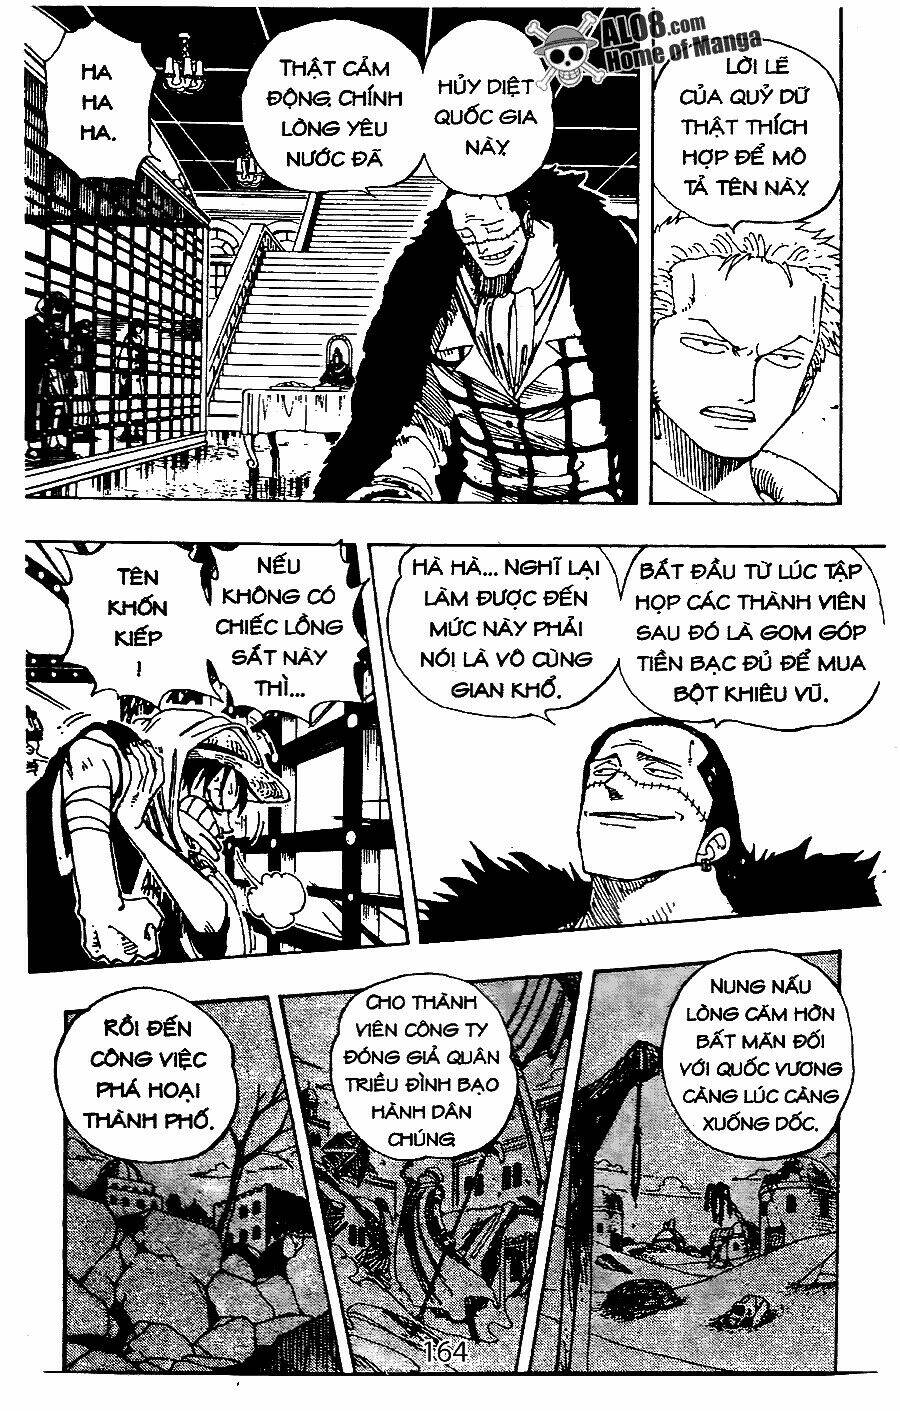 AL08.com
Home of Manga
LỜI LẼ
CỦA QUỶ DỮ
THẬT THÍCH
HỢP ĐỂ MÔ
TẢ TÊN NÀY.
HỦY DIỆT
QUỐC GIA
NÀY.
THẬT CẢM
ĐỘNG. CHÍNH
LÒNG YÊU
NƯỚC ĐÃ
HA
HA
HA.
BẮT ĐẦU TỪ LÚC TẬP
HỌP CÁC THÀNH VIÊN
SAU ĐÓ LÀ GOM GÓP
TIỀN BẠC ĐỦ ĐỂ MUA
BỘT KHIÊU VŨ.
HÀ HÀ... NGHĨ LẠI
LÀM ĐƯỢC ĐẾN
MỨC NÀY PHẢI
NÓI LÀ VÔ CÙNG
GIAN KHỔ.
NẾU
KHÔNG CÓ
CHIẾC LỒNG
SẮT NÀY
THÌ...
TÊN
KHỐN
KIẾP
!
NUNG NẤU
LÒNG CĂM HỜN
BẤT MÃN ĐỐI
VỚI QUỐC VƯƠNG
CÀNG LÚC CÀNG
XUỐNG DỐC.
CHO THÀNH
VIÊN CÔNG TY
ĐÓNG GIẢ QUÂN
TRIỀU ĐÌNH BẠO
HÀNH DÂN
CHÚNG.
RỒI ĐẾN
CÔNG VIỆC
PHÁ HOẠI
THÀNH PHỐ.
164